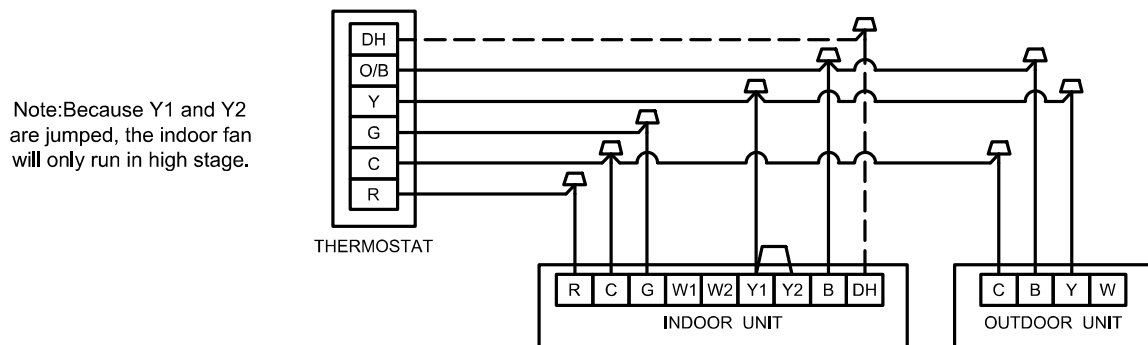 Note:Because Y1 and Y2
are jumped, the indoor fan
will only run in high stage.
DH
O/B
Y
G
C
R
THERMOSTAT
R C G W1 W2 Y1 Y2 B DH
INDOOR UNIT
C B Y W
OUTDOOR UNIT